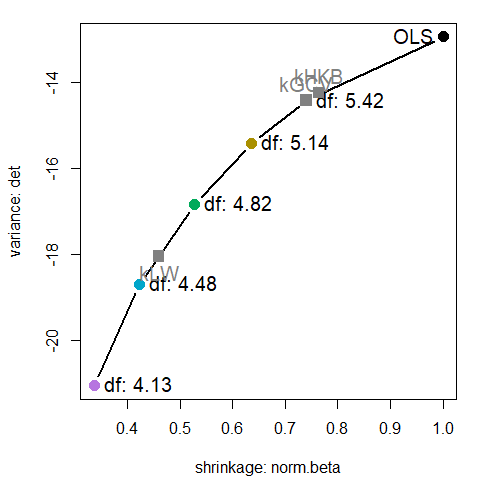 OLS
kHKB
kGCV
df: 5.42
df: 5.14
df: 4.82
kLW
df: 4.48
df: 4.13
-14
-16
-18
-20
variance: det
0.4 0.5 0.6 0.7 0.8 0.9 1.0
shrinkage: norm.beta